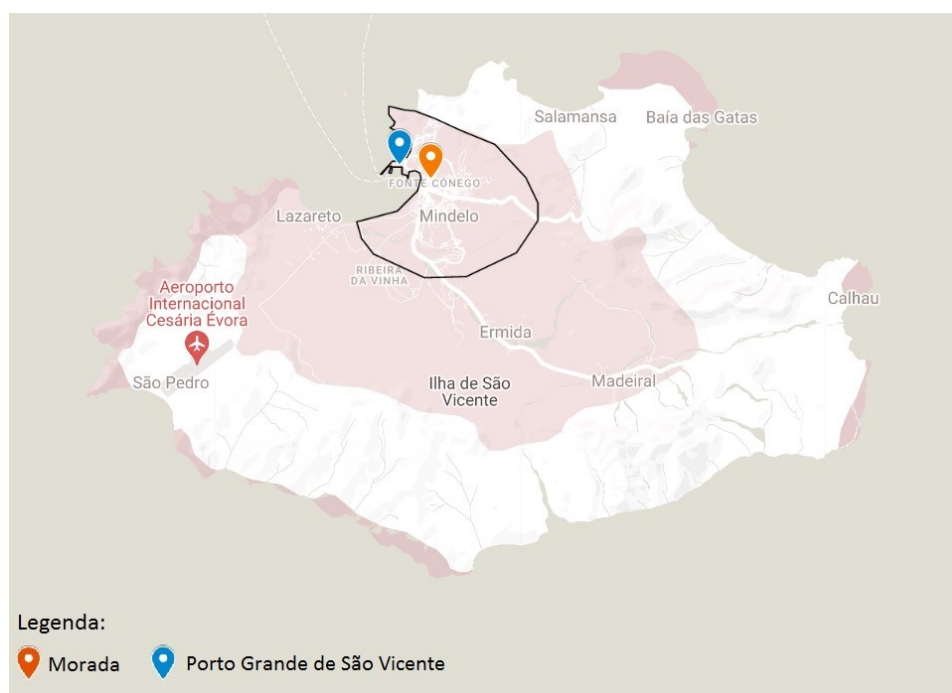 Salamansa
Baía das Gatas
FONTE CÓNEGO
Lazareto
Mindelo
RIBEIRA
DA VINHA
Aeroporto
Internacional
Cesária Évora
Calhau
Ermida
São Pedro
Madeiral
Ilha de São
Vicente
Legenda:
Morada
Porto Grande de São Vicente